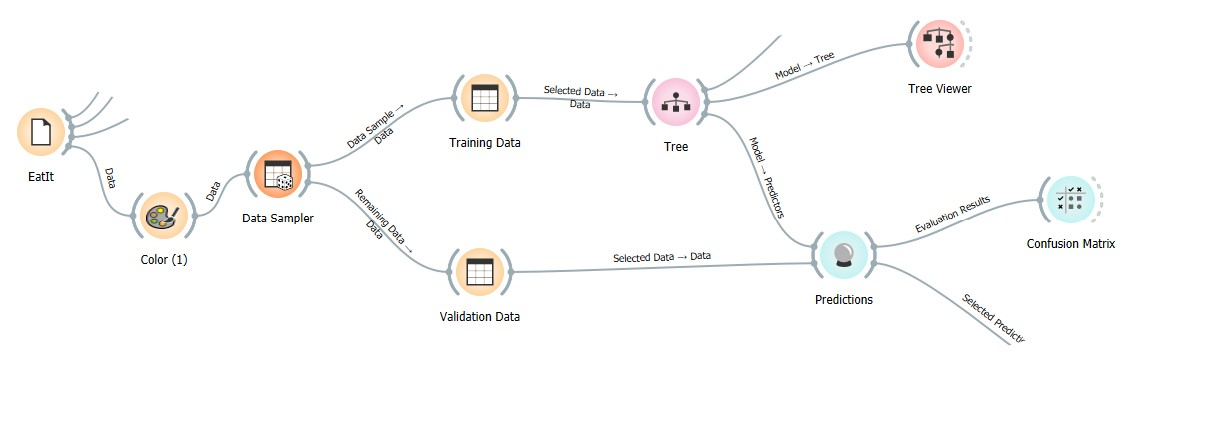 EatIt
Data
Color (1)
Data
Data Sampler
Data Sample →
Data
Training Data
Selected Data →
Data
Tree
Model → Tree
Tree Viewer
Remaining Data →
Data
Validation Data
Selected Data → Data
Model → Predictors
Predictions
Evaluation Results
Confusion Matrix
Selected